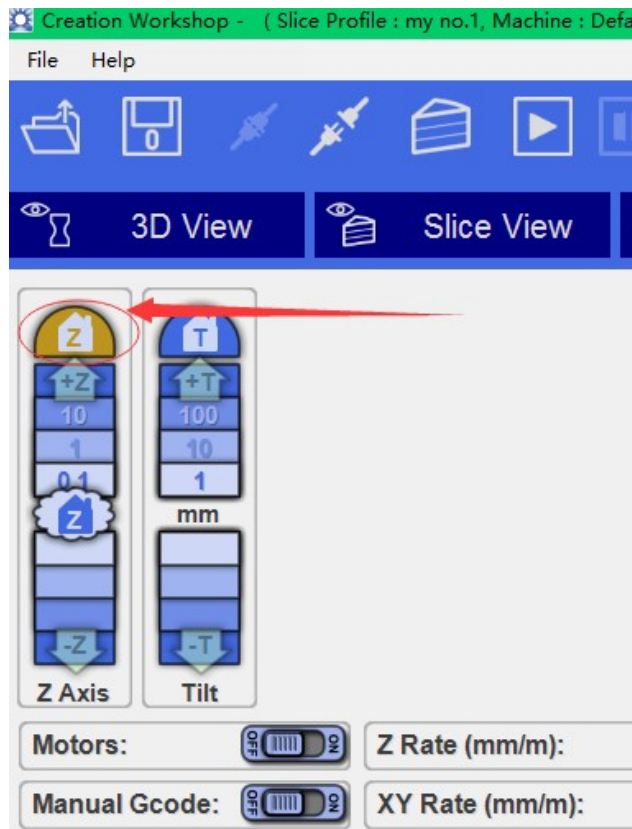 Creation Workshop - ( Slice Profile : my no.1, Machine : Defa
File Help
0
3D View
Slice View
Z
T
+Z
+T
10
100
1
10
0.1
1
Z
mm
-Z
-T
Z Axis
Tilt
Motors:
OFF
ON
Z Rate (mm/m):
Manual Gcode:
OFF
ON
XY Rate (mm/m):